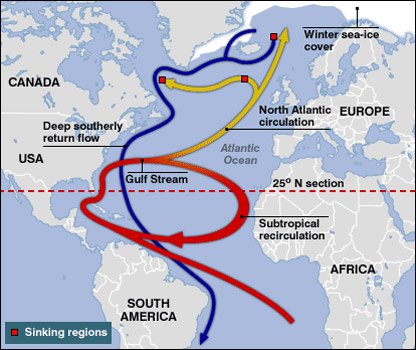 Winter sea-ice
cover
CANADA
North Atlantic
circulation
EUROPE
Deep southerly
return flow
USA
Atlantic
Ocean
Gulf Stream
25º N section
Subtropical
recirculation
AFRICA
SOUTH
AMERICA
Sinking regions